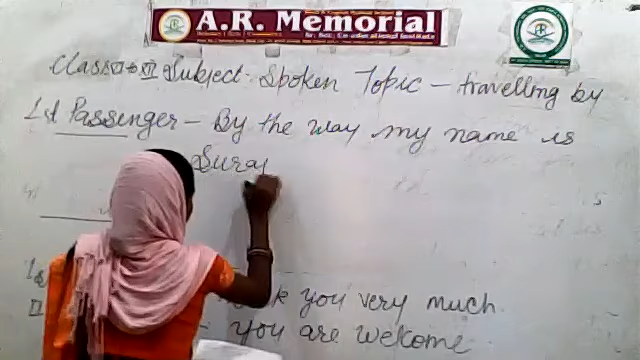 A.R. Memorial
Class Subject - Spoken Topic - travelling by
1st Passenger - By the way my name is
Suraj
you very much.
- you are welcome